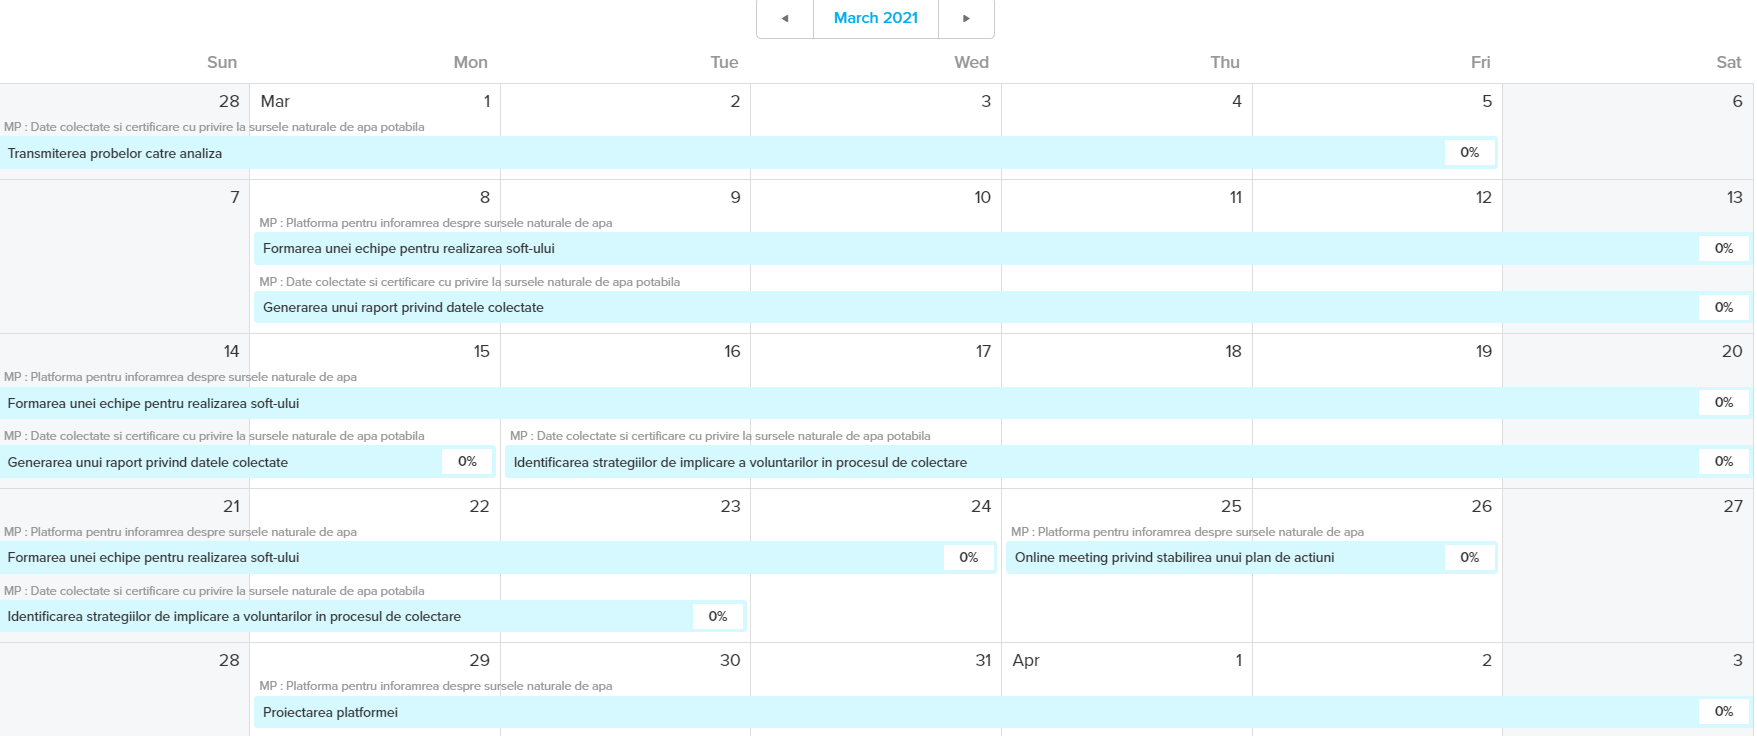 ◂ March 2021 ▸
Sun Mon Tue Wed Thu Fri Sat
28 Mar 1 2 3 4 5 6
MP : Date colectate si certificare cu privire la sursele naturale de apa potabila
Transmiterea probelor catre analiza 0%
7 8 9 10 11 12 13
MP : Platforma pentru inforamrea despre sursele naturale de apa
Formarea unei echipe pentru realizarea soft-ului 0%
MP : Date colectate si certificare cu privire la sursele naturale de apa potabila
Generarea unui raport privind datele colectate 0%
14 15 16 17 18 19 20
MP : Platforma pentru inforamrea despre sursele naturale de apa
Formarea unei echipe pentru realizarea soft-ului 0%
MP : Date colectate si certificare cu privire la sursele naturale de apa potabila MP : Date colectate si certificare cu privire la sursele naturale de apa potabila
Generarea unui raport privind datele colectate 0% Identificarea strategiilor de implicare a voluntarilor in procesul de colectare 0%
21 22 23 24 25 26 27
MP : Platforma pentru inforamrea despre sursele naturale de apa MP : Platforma pentru inforamrea despre sursele naturale de apa
Formarea unei echipe pentru realizarea soft-ului 0% Online meeting privind stabilirea unui plan de actiuni 0%
MP : Date colectate si certificare cu privire la sursele naturale de apa potabila
Identificarea strategiilor de implicare a voluntarilor in procesul de colectare 0%
28 29 30 31 Apr 1 2 3
MP : Platforma pentru inforamrea despre sursele naturale de apa
Proiectarea platformei 0%